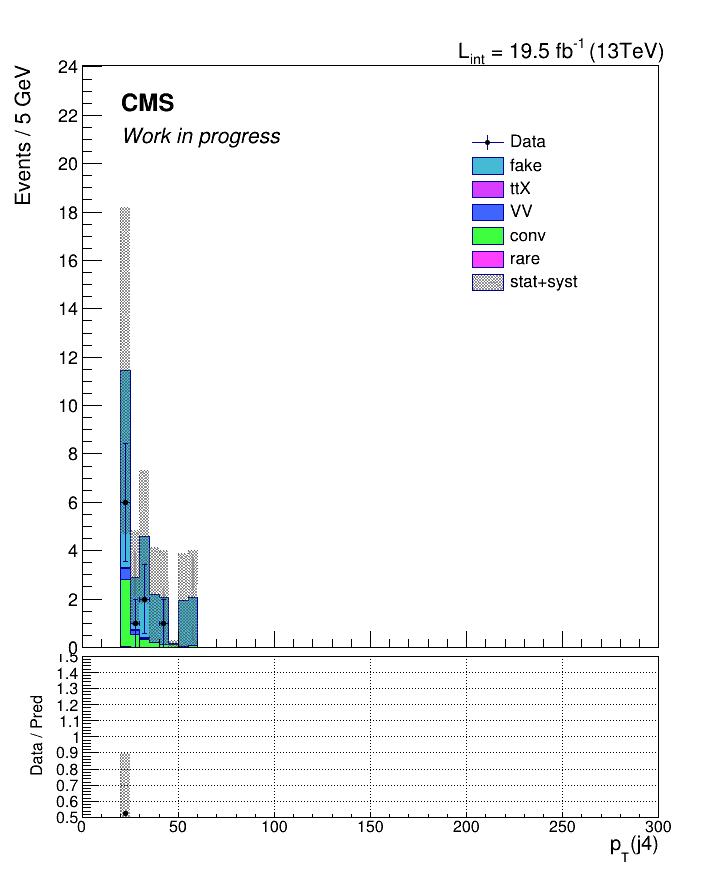 L_int = 19.5 fb^-1 (13TeV)
Events / 5 GeV
24
22
20
18
16
14
12
10
8
6
4
2
0
CMS
Work in progress
Data
fake
ttX
VV
conv
rare
stat+syst
Data / Pred
1.5
1.4
1.3
1.2
1.1
1
0.9
0.8
0.7
0.6
0.5
0 50 100 150 200 250 300
p_T(j4)